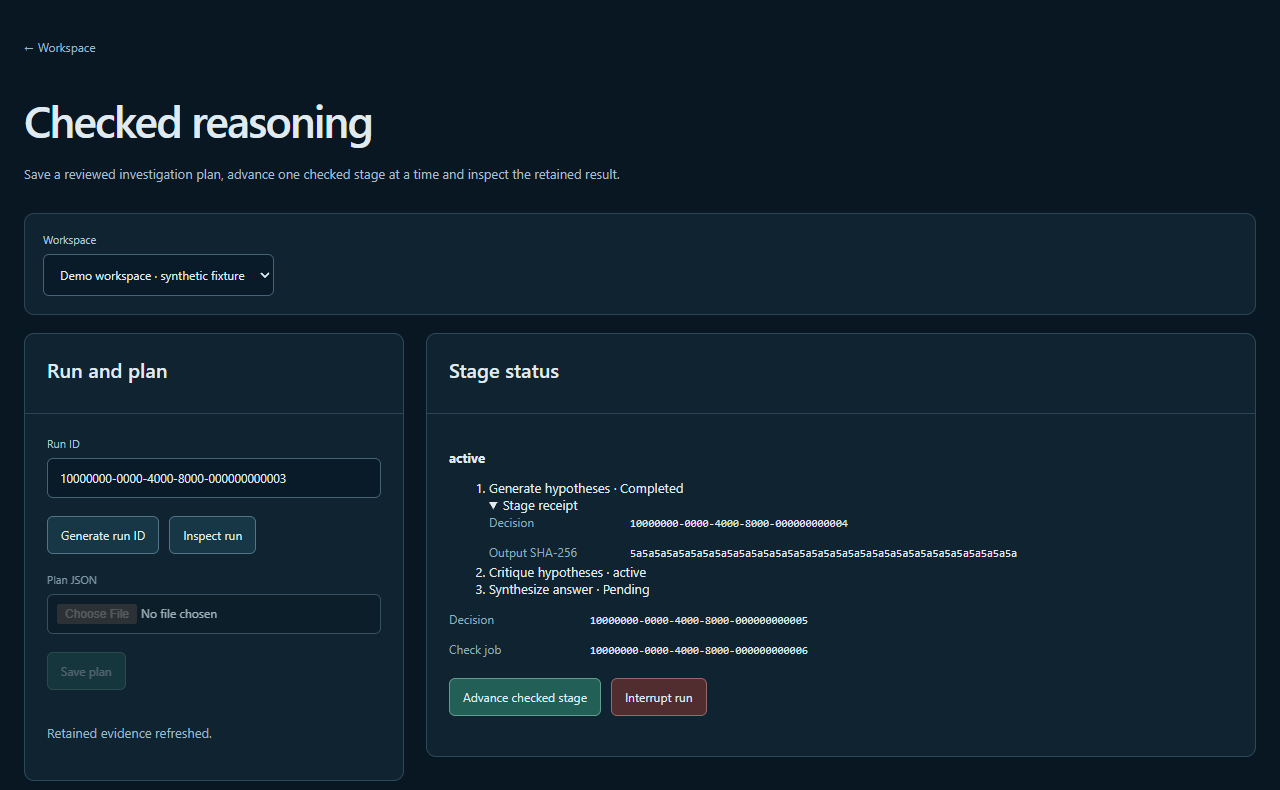 ← Workspace
Checked reasoning
Save a reviewed investigation plan, advance one checked stage at a time and inspect the retained result.
Workspace
Demo workspace · synthetic fixture
Run and plan
Run ID
10000000-0000-4000-8000-000000000003
Generate run ID Inspect run
Plan JSON
Choose File No file chosen
Save plan
Retained evidence refreshed.
Stage status
active
1. Generate hypotheses · Completed
▼ Stage receipt
Decision 10000000-0000-4000-8000-000000000004
Output SHA-256 5a5a5a5a5a5a5a5a5a5a5a5a5a5a5a5a5a5a5a5a5a5a5a5a5a5a5a5a5a5a5a5a
2. Critique hypotheses · active
3. Synthesize answer · Pending
Decision 10000000-0000-4000-8000-000000000005
Check job 10000000-0000-4000-8000-000000000006
Advance checked stage Interrupt run